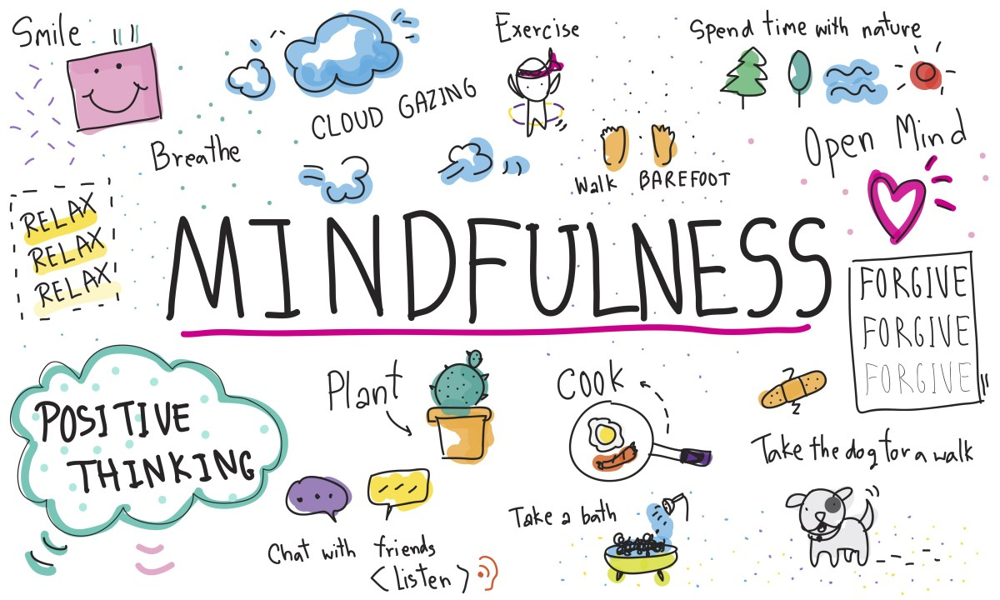 Smile
Exercise
Spend time with nature
CLOUD GAZING
Breathe
Walk BAREFOOT
Open Mind
RELAX
RELAX
RELAX
MINDFULNESS
FORGIVE
FORGIVE
FORGIVE
POSITIVE
THINKING
Plant
Cook
Take the dog for a walk
Take a bath
Chat with friends
(Listen)